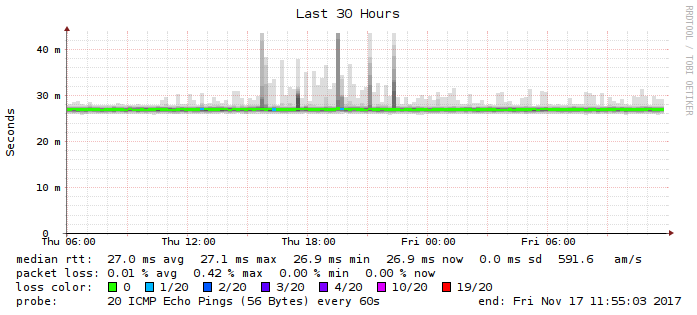 Last 30 Hours
RRDTOOL / TOBI OETIKER
Seconds
40 m
30 m
20 m
10 m
0
Thu 06:00 Thu 12:00 Thu 18:00 Fri 00:00 Fri 06:00
median rtt: 27.0 ms avg 27.1 ms max 26.9 ms min 26.9 ms now 0.0 ms sd 591.6 am/s
packet loss: 0.01 % avg 0.42 % max 0.00 % min 0.00 % now
loss color: 0 1/20 2/20 3/20 4/20 10/20 19/20
probe: 20 ICMP Echo Pings (56 Bytes) every 60s end: Fri Nov 17 11:55:03 2017